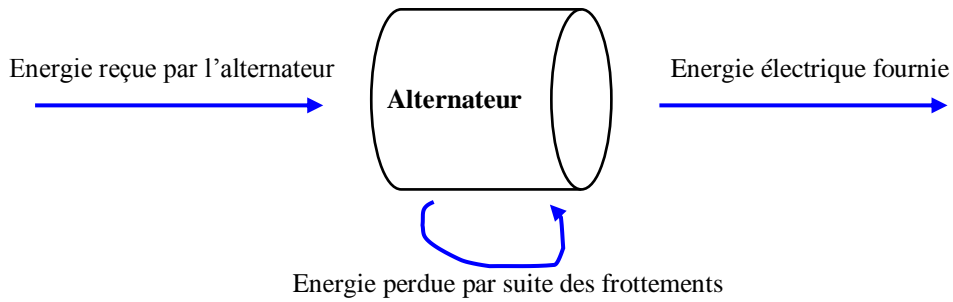 Energie reçue par l’alternateur
Energie électrique fournie
Alternateur
Energie perdue par suite des frottements